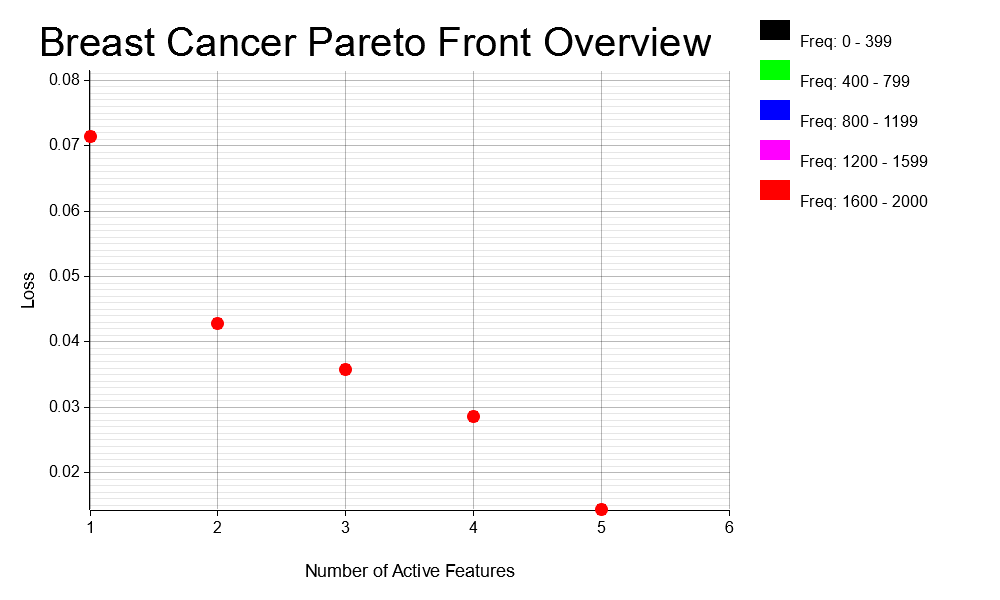 Breast Cancer Pareto Front Overview
Freq: 0 - 399
Freq: 400 - 799
Freq: 800 - 1199
Freq: 1200 - 1599
Freq: 1600 - 2000
0.08
0.07
0.06
0.05
0.04
0.03
0.02
Loss
1 2 3 4 5 6
Number of Active Features